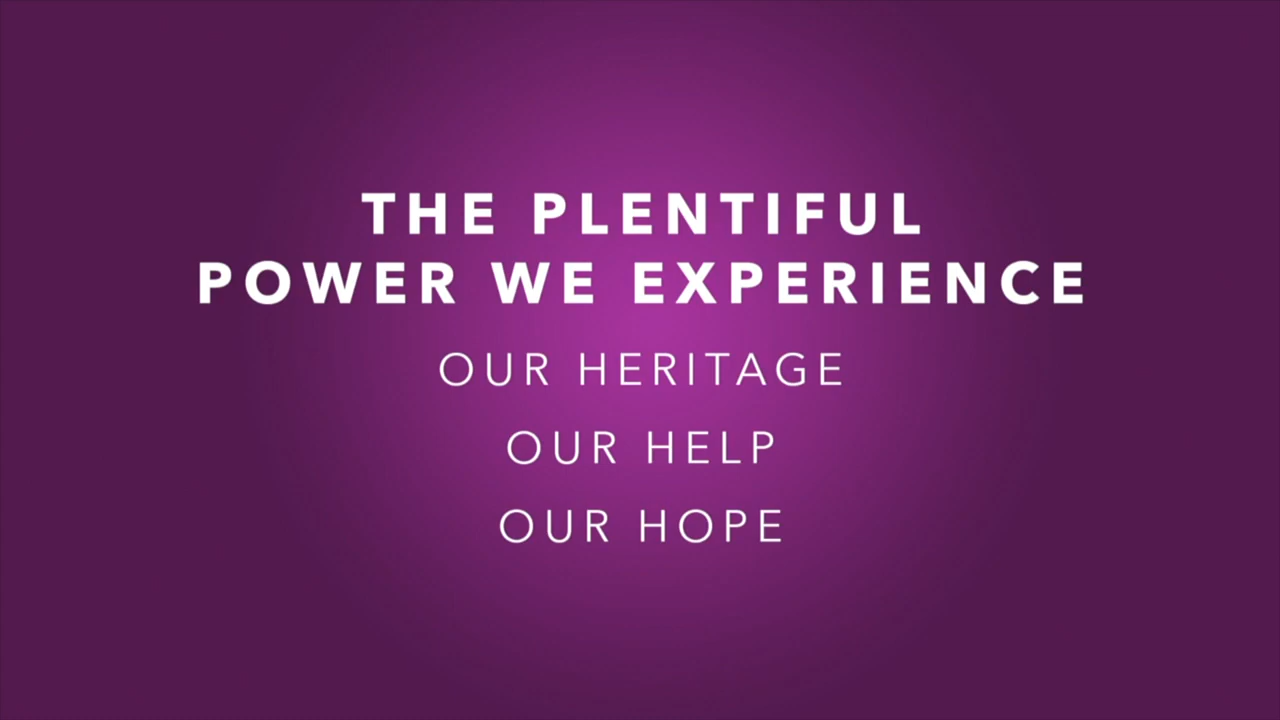 THE PLENTIFUL
POWER WE EXPERIENCE
OUR HERITAGE
OUR HELP
OUR HOPE